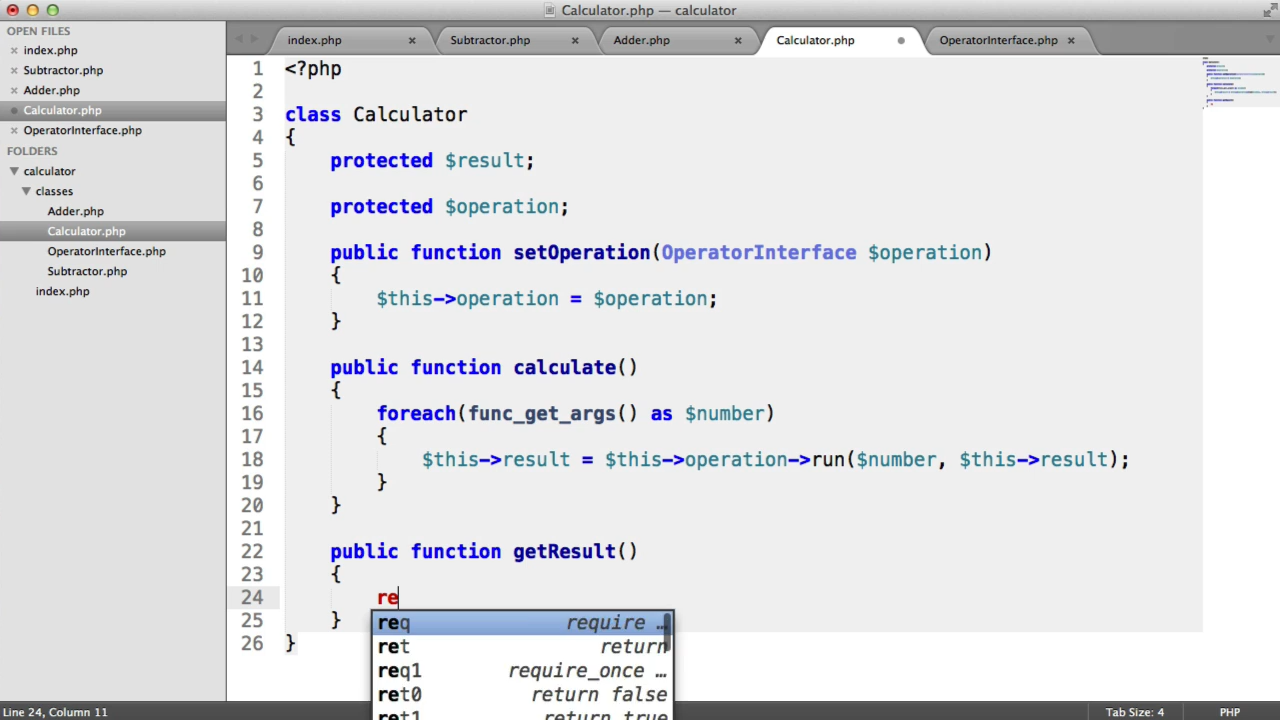 Calculator.php — calculator
OPEN FILES
index.php
Subtractor.php
Adder.php
Calculator.php
OperatorInterface.php
FOLDERS
calculator
classes
Adder.php
Calculator.php
OperatorInterface.php
Subtractor.php
index.php
index.php Subtractor.php Adder.php Calculator.php OperatorInterface.php
1 <?php
2
3 class Calculator
4 {
5 protected $result;
6
7 protected $operation;
8
9 public function setOperation(OperatorInterface $operation)
10 {
11 $this->operation = $operation;
12 }
13
14 public function calculate()
15 {
16 foreach(func_get_args() as $number)
17 {
18 $this->result = $this->operation->run($number, $this->result);
19 }
20 }
21
22 public function getResult()
23 {
24 re
25 }
26 }
req require …
ret return
req1 require_once …
ret0 return false
ret1 return true
Line 24, Column 11 Tab Size: 4 PHP